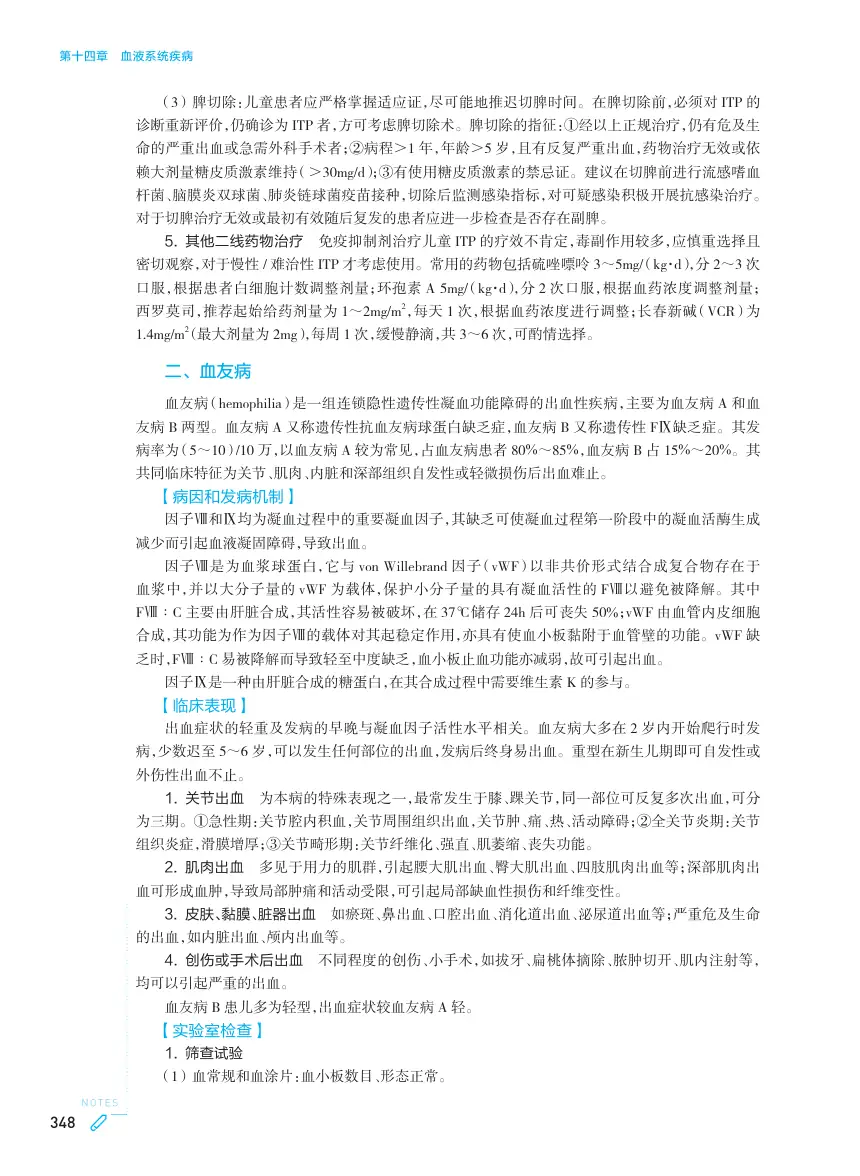 第十四章 血液系统疾病
（3）脾切除：儿童患者应严格掌握适应证，尽可能地推迟切脾时间。在脾切除前，必须对 ITP 的
诊断重新评价，仍确诊为 ITP 者，方可考虑脾切除术。脾切除的指征：①经以上正规治疗，仍有危及生
命的严重出血或急需外科手术者；②病程＞1 年，年龄＞5 岁，且有反复严重出血，药物治疗无效或依
赖大剂量糖皮质激素维持（＞30mg/d）；③有使用糖皮质激素的禁忌证。建议在切脾前进行流感嗜血
杆菌、脑膜炎双球菌、肺炎链球菌疫苗接种，切除后监测感染指标，对可疑感染积极开展抗感染治疗。
对于切脾治疗无效或最初有效随后复发的患者应进一步检查是否存在副脾。
5. 其他二线药物治疗 免疫抑制剂治疗儿童 ITP 的疗效不肯定，毒副作用较多，应慎重选择且
密切观察，对于慢性 / 难治性 ITP 才考虑使用。常用的药物包括硫唑嘌呤 3～5mg/（kg·d），分 2～3 次
口服，根据患者白细胞计数调整剂量；环孢素 A 5mg/（kg·d），分 2 次口服，根据血药浓度调整剂量；
西罗莫司，推荐起始给药剂量为 1～2mg/m²，每天 1 次，根据血药浓度进行调整；长春新碱（VCR）为
1.4mg/m²（最大剂量为 2mg），每周 1 次，缓慢静滴，共 3～6 次，可酌情选择。
二、血友病
血友病（hemophilia）是一组连锁隐性遗传性凝血功能障碍的出血性疾病，主要为血友病 A 和血
友病 B 两型。血友病 A 又称遗传性抗血友病球蛋白缺乏症，血友病 B 又称遗传性 FⅨ缺乏症。其发
病率为（5～10）/10 万，以血友病 A 较为常见，占血友病患者 80%～85%，血友病 B 占 15%～20%。其
共同临床特征为关节、肌肉、内脏和深部组织自发性或轻微损伤后出血难止。
【病因和发病机制】
因子Ⅷ和Ⅸ均为凝血过程中的重要凝血因子，其缺乏可使凝血过程第一阶段中的凝血活酶生成
减少而引起血液凝固障碍，导致出血。
因子Ⅷ是为血浆球蛋白，它与 von Willebrand 因子（vWF）以非共价形式结合成复合物存在于
血浆中，并以大分子量的 vWF 为载体，保护小分子量的具有凝血活性的 FⅧ以避免被降解。其中
FⅧ∶C 主要由肝脏合成，其活性容易被破坏，在 37℃储存 24h 后可丧失 50%；vWF 由血管内皮细胞
合成，其功能为作为因子Ⅷ的载体对其起稳定作用，亦具有使血小板黏附于血管壁的功能。vWF 缺
乏时，FⅧ∶C 易被降解而导致轻至中度缺乏，血小板止血功能亦减弱，故可引起出血。
因子Ⅸ是一种由肝脏合成的糖蛋白，在其合成过程中需要维生素 K 的参与。
【临床表现】
出血症状的轻重及发病的早晚与凝血因子活性水平相关。血友病大多在 2 岁内开始爬行时发
病，少数迟至 5～6 岁，可以发生任何部位的出血，发病后终身易出血。重型在新生儿期即可自发性或
外伤性出血不止。
1. 关节出血 为本病的特殊表现之一，最常发生于膝、踝关节，同一部位可反复多次出血，可分
为三期。①急性期：关节腔内积血，关节周围组织出血，关节肿、痛、热、活动障碍；②全关节炎期：关节
组织炎症，滑膜增厚；③关节畸形期：关节纤维化、强直、肌萎缩、丧失功能。
2. 肌肉出血 多见于用力的肌群，引起腰大肌出血、臀大肌出血、四肢肌肉出血等；深部肌肉出
血可形成血肿，导致局部肿痛和活动受限，可引起局部缺血性损伤和纤维变性。
3. 皮肤、黏膜、脏器出血 如瘀斑、鼻出血、口腔出血、消化道出血、泌尿道出血等；严重危及生命
的出血，如内脏出血、颅内出血等。
4. 创伤或手术后出血 不同程度的创伤、小手术，如拔牙、扁桃体摘除、脓肿切开、肌内注射等，
均可以引起严重的出血。
血友病 B 患儿多为轻型，出血症状较血友病 A 轻。
【实验室检查】
1. 筛查试验
（1）血常规和血涂片：血小板数目、形态正常。
NOTES
348